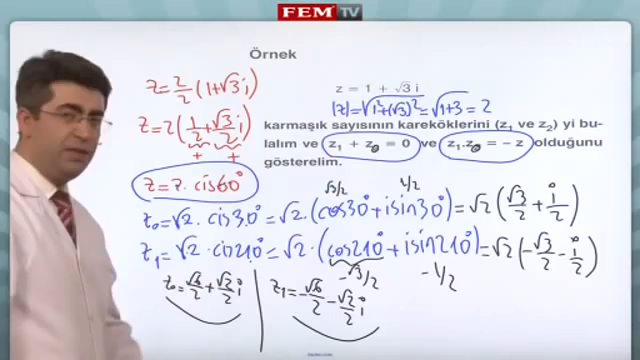 FEM TV
Örnek
z = 1 + √3 i
|z| = √(1² + (√3)²) = √(1+3) = 2
karmaşık sayısının kareköklerini (z₁ ve z₂) yi bu-
lalım ve z₁ + z₀ = 0 ve z₁.z₀ = – z olduğunu
gösterelim.
z = 2/2 (1 + √3 i)
z = 2 (1/2 + √3/2 i)
+ +
z = 2 . cis60°
√3/2 1/2
z₀ = √2 . cis30° = √2 . (cos30° + isin30°) = √2 (√3/2 + i/2)
z₁ = √2 . cis210° = √2 . (cos210° + isin210°) = √2 (-√3/2 - i/2)
-√3/2 -1/2
z₀ = √6/2 + √2/2 i
z₁ = -√6/2 - √2/2 i